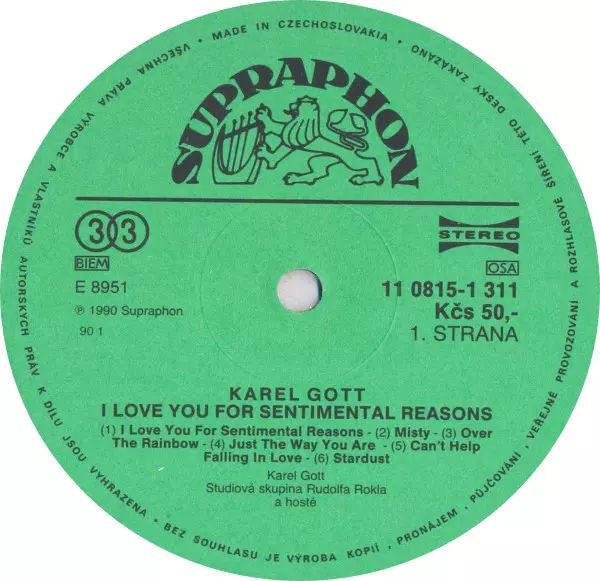 MADE IN CZECHOSLOVAKIA • VŠECHNA PRÁVA VÝROBCE A VLASTNÍKŮ AUTORSKÝCH PRÁV K DÍLU JSOU VYHRAZENA • BEZ SOUHLASU JE VÝROBA KOPIÍ, PRONÁJEM, PŮJČOVÁNÍ, VEŘEJNÉ PROVOZOVÁNÍ A ROZHLASOVÉ ŠÍŘENÍ TÉTO DESKY ZAKÁZÁNO •
SUPRAPHON
33
STEREO
BIEM
OSA
E 8951
11 0815-1 311
℗ 1990 Supraphon
Kčs 50,-
90 1
1. STRANA
KAREL GOTT
I LOVE YOU FOR SENTIMENTAL REASONS
(1) I Love You For Sentimental Reasons - (2) Misty - (3) Over
The Rainbow - (4) Just The Way You Are - (5) Can't Help
Falling In Love - (6) Stardust
Karel Gott
Studiová skupina Rudolfa Rokla
a hosté